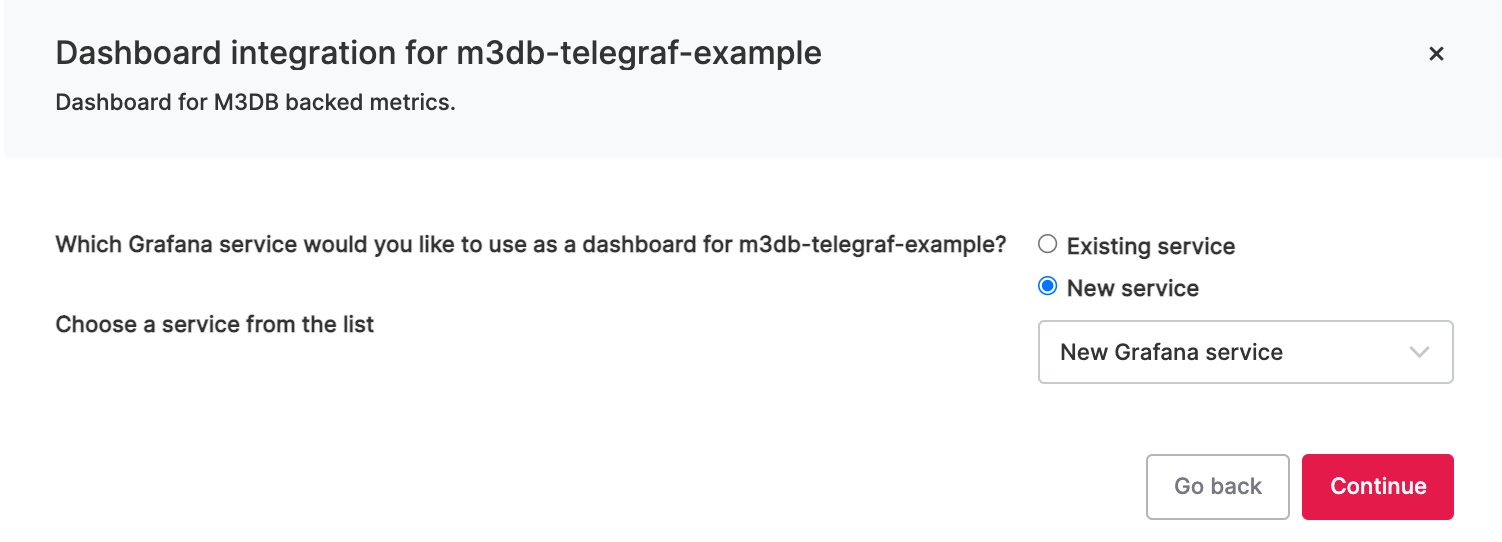 Dashboard integration for m3db-telegraf-example
Dashboard for M3DB backed metrics.
Which Grafana service would you like to use as a dashboard for m3db-telegraf-example?
Existing service
New service
Choose a service from the list
New Grafana service
Go back
Continue